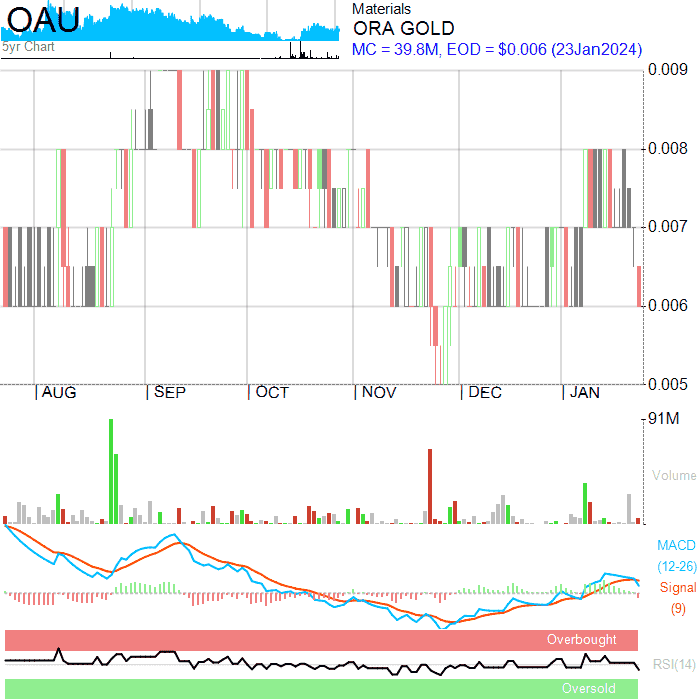 OAU
5yr Chart
Materials
ORA GOLD
MC = 39.8M, EOD = $0.006 (23Jan2024)
0.009
0.008
0.007
0.006
0.005
AUG SEP OCT NOV DEC JAN
91M
Volume
MACD
(12-26)
Signal
(9)
Overbought
RSI(14)
Oversold